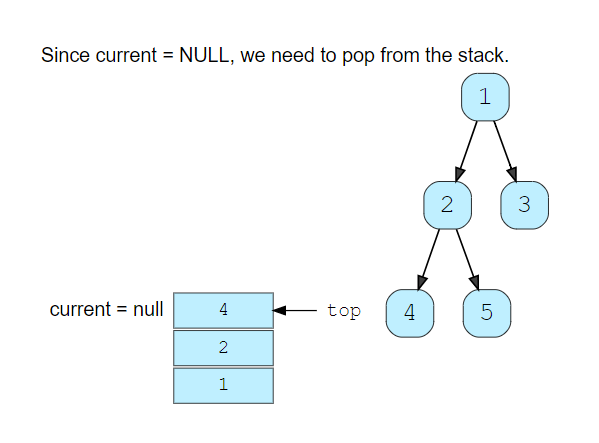 Since current = NULL, we need to pop from the stack.
1
2 3
current = null 4 top 4 5
2
1